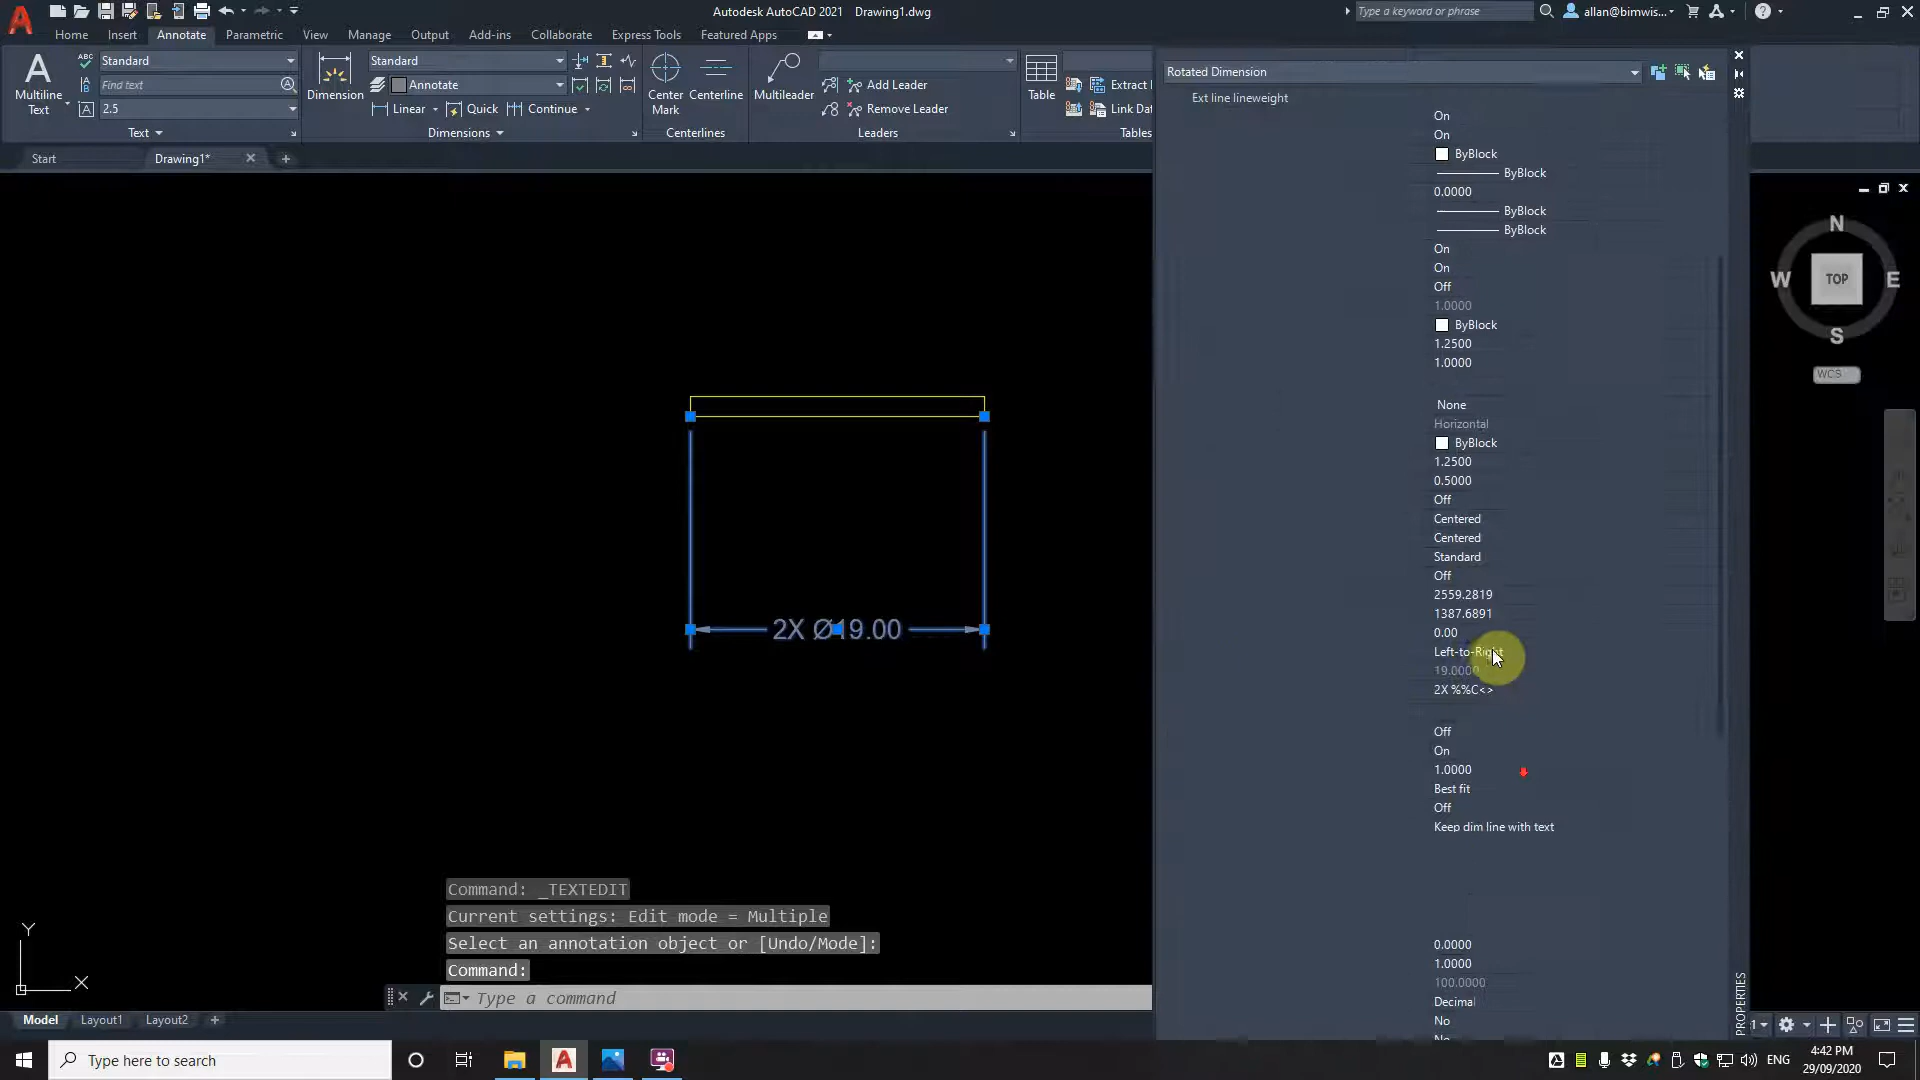 Autodesk AutoCAD 2021 Drawing1.dwg
Type a keyword or phrase
allan@bimwis...
Home Insert Annotate Parametric View Manage Output Add-ins Collaborate Express Tools Featured Apps
Multiline Text
Standard
Find text
2.5
Text
Dimension
Standard
Annotate
Linear Quick Continue
Dimensions
Center Mark
Centerline
Centerlines
Multileader
Add Leader
Remove Leader
Leaders
Table
Extract
Link Dat
Tables
Start Drawing1*
Rotated Dimension
Ext line lineweight
On
On
ByBlock
ByBlock
0.0000
ByBlock
ByBlock
On
On
Off
1.0000
ByBlock
1.2500
1.0000
None
Horizontal
ByBlock
1.2500
0.5000
Off
Centered
Centered
Standard
Off
2559.2819
1387.6891
0.00
Left-to-Right
19.0000
2X %%C<>
Off
On
1.0000
Best fit
Off
Keep dim line with text
0.0000
1.0000
100.0000
Decimal
No
No
PROPERTIES
N
W TOP E
S
WCS
2X Ø19.00
Y
X
Command: _TEXTEDIT
Current settings: Edit mode = Multiple
Select an annotation object or [Undo/Mode]:
Command:
Type a command
Model Layout1 Layout2
Type here to search
ENG
4:42 PM
29/09/2020